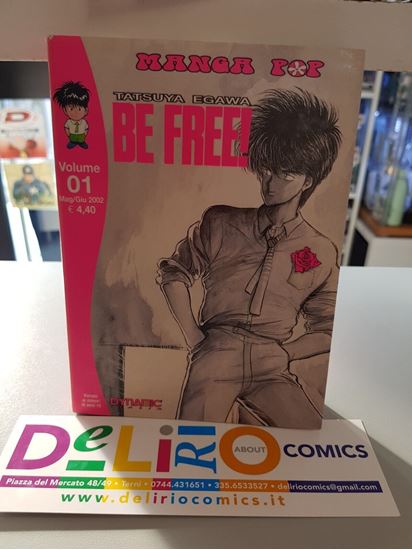 MANGA POP
TATSUYA EGAWA
BE FREE!
Volume
01
Mag/Giu 2002
€ 4,40
DYNAMIC
DELIRIO ABOUT COMICS
Piazza del Mercato 48/49 • Terni • 0744.431651 • 335.6533527 • deliriocomics@gmail.com
www.deliriocomics.it